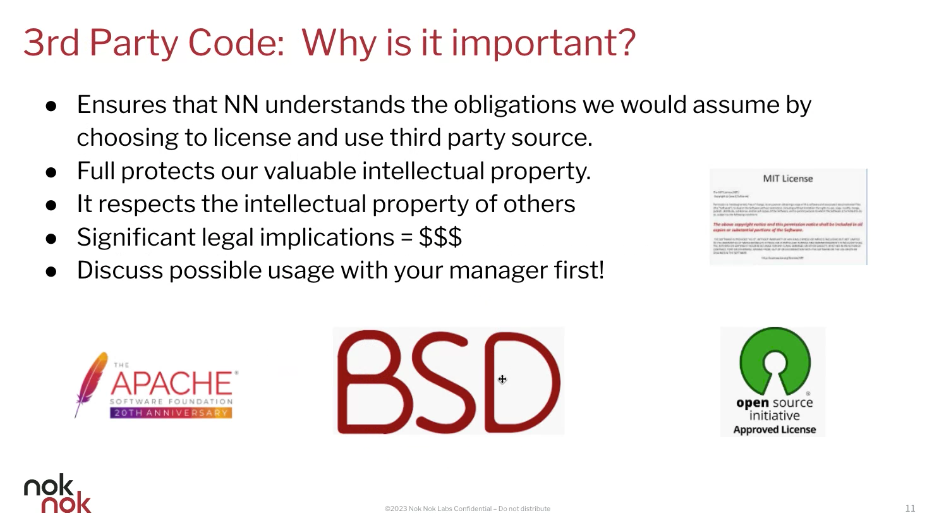 3rd Party Code:  Why is it important?
● Ensures that NN understands the obligations we would assume by
choosing to license and use third party source.
● Full protects our valuable intellectual property.
● It respects the intellectual property of others
● Significant legal implications = $$$
● Discuss possible usage with your manager first!
MIT License
The above copyright notice and this permission notice shall be included in all
copies or substantial portions of the Software.
THE
APACHE®
SOFTWARE FOUNDATION
20TH ANNIVERSARY
BSD
open source
initiative®
Approved License
nok
nok
©2023 Nok Nok Labs Confidential – Do not distribute
11